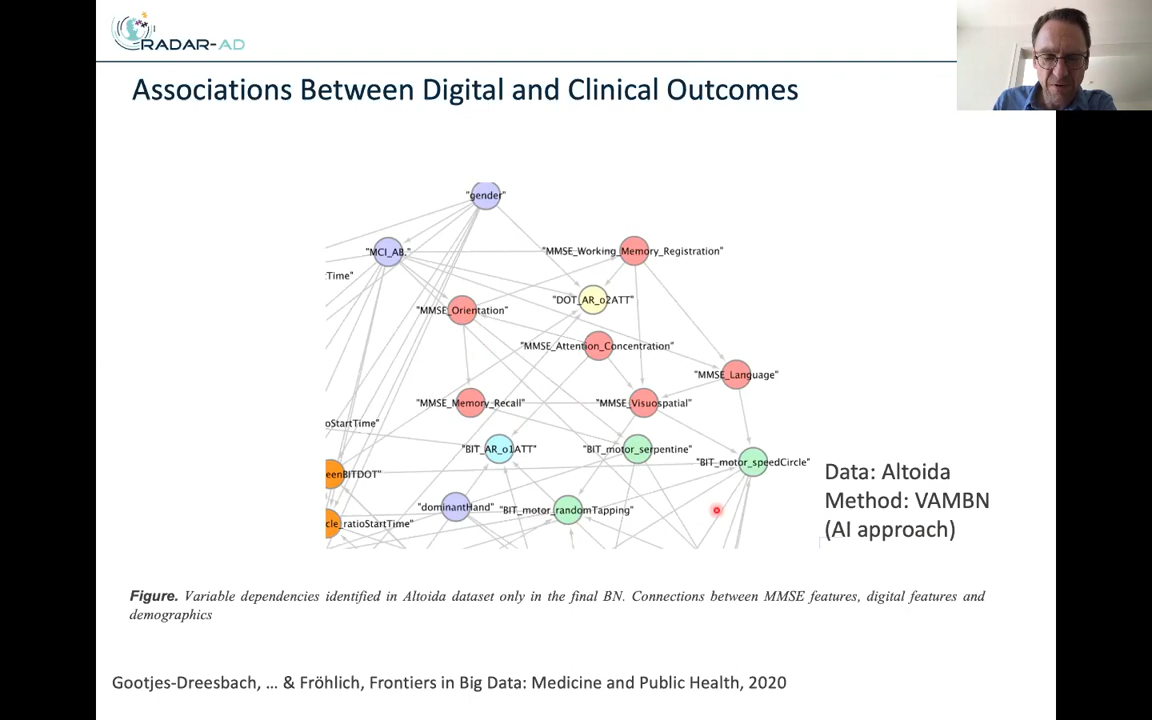 RADAR-AD
Associations Between Digital and Clinical Outcomes
"gender"
"MCI_AB."
"MMSE_Working_Memory_Registration"
:Time"
"DOT_AR_o2ATT"
"MMSE_Orientation"
"MMSE_Attention_Concentration"
"MMSE_Language"
"MMSE_Memory_Recall"
"MMSE_Visuospatial"
oStartTime"
"BIT_AR_o1ATT"
"BIT_motor_serpentine"
"BIT_motor_speedCircle"
eenBITDOT"
"dominantHand"
"BIT_motor_randomTapping"
cle_ratioStartTime"
Data: Altoida
Method: VAMBN
(AI approach)
Figure. Variable dependencies identified in Altoida dataset only in the final BN. Connections between MMSE features, digital features and
demographics
Gootjes-Dreesbach, ... & Fröhlich, Frontiers in Big Data: Medicine and Public Health, 2020